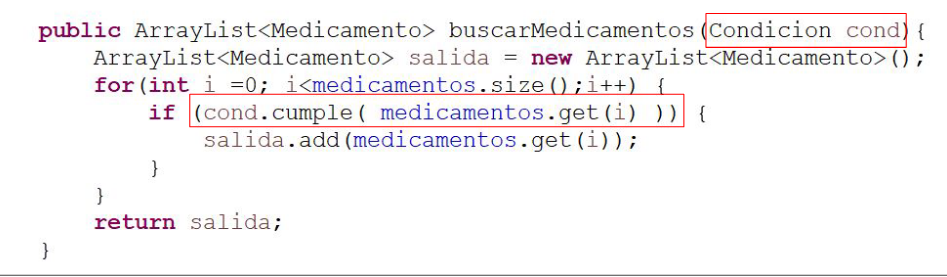 public ArrayList<Medicamento> buscarMedicamentos(Condicion cond){
ArrayList<Medicamento> salida = new ArrayList<Medicamento>();
for(int i =0; i<medicamentos.size();i++) {
if (cond.cumple( medicamentos.get(i) )) {
salida.add(medicamentos.get(i));
}
}
return salida;
}